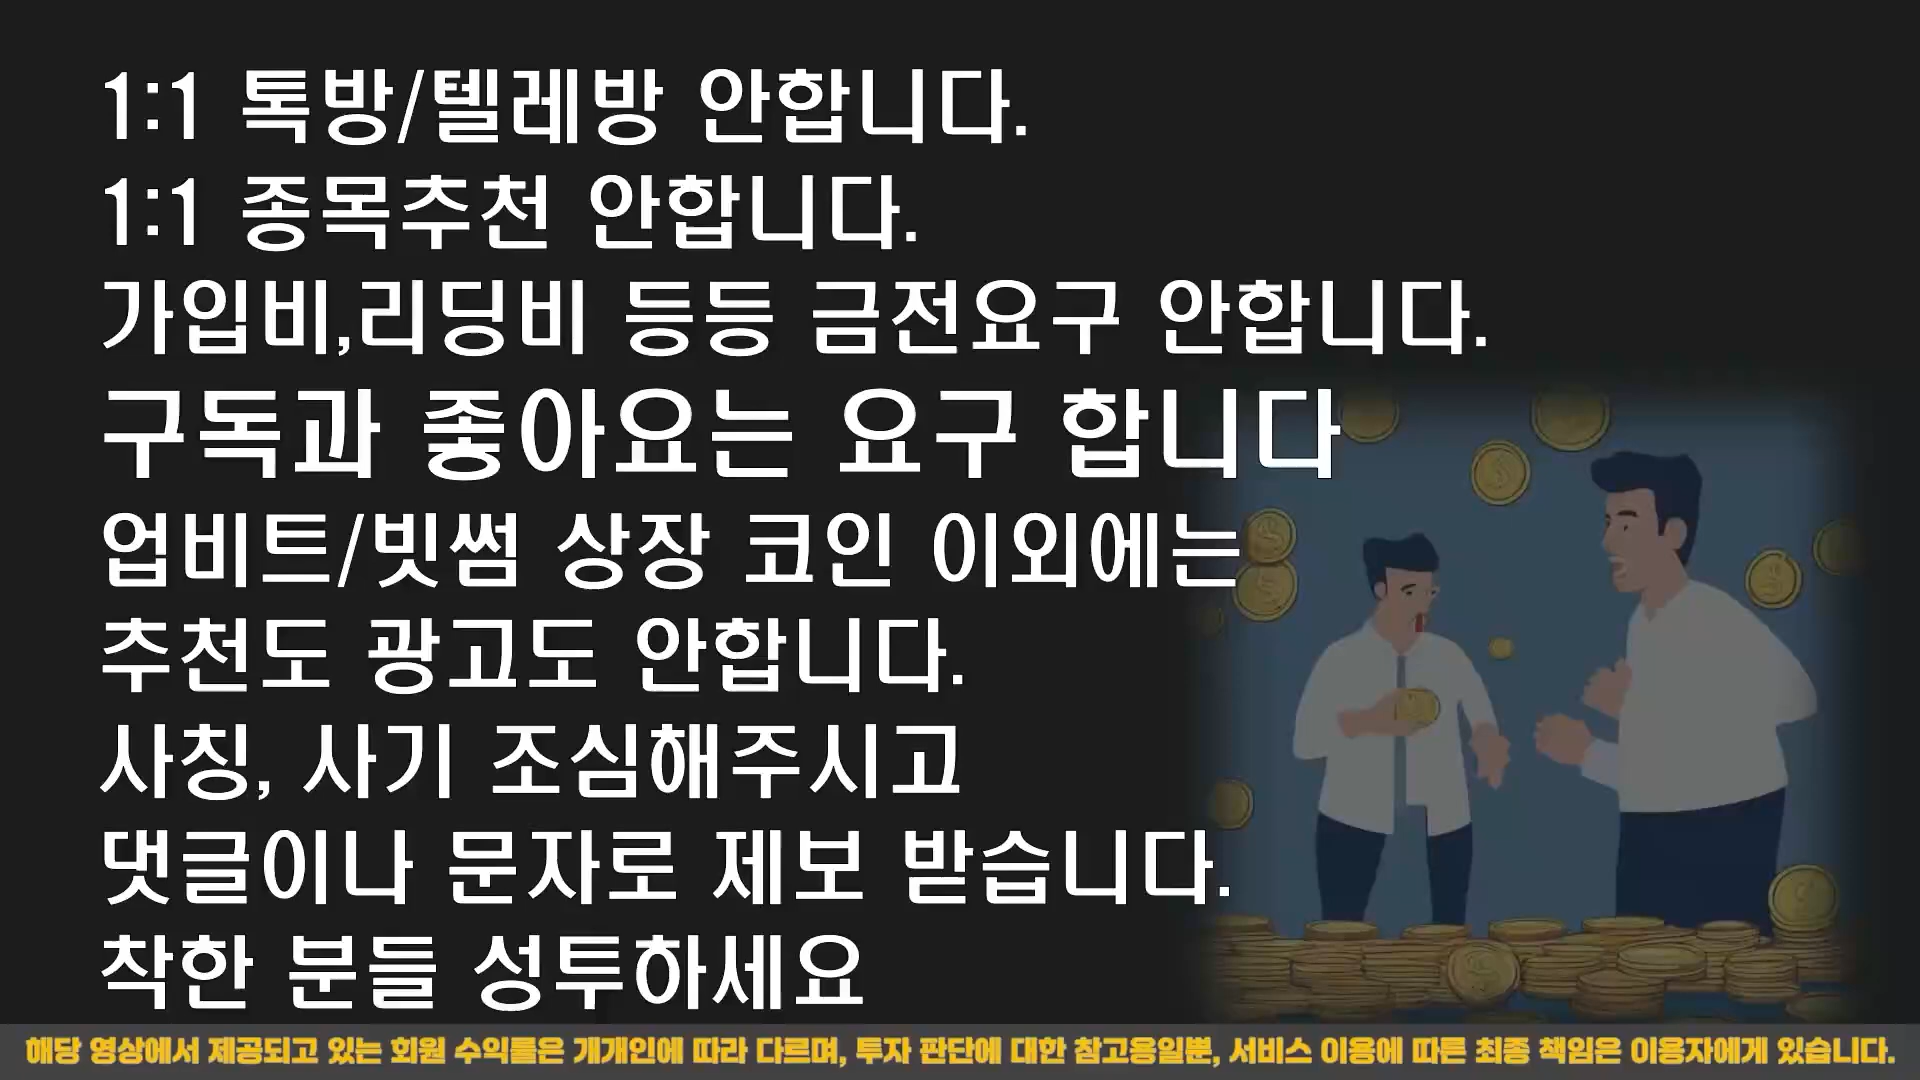 1:1 톡방/텔레방 안합니다.
1:1 종목추천 안합니다.
가입비,리딩비 등등 금전요구 안합니다.
구독과 좋아요는 요구 합니다
업비트/빗썸 상장 코인 이외에는
추천도 광고도 안합니다.
사칭, 사기 조심해주시고
댓글이나 문자로 제보 받습니다.
착한 분들 성투하세요
해당 영상에서 제공되고 있는 회원 수익률은 개개인에 따라 다르며, 투자 판단에 대한 참고용일뿐, 서비스 이용에 따른 최종 책임은 이용자에게 있습니다.